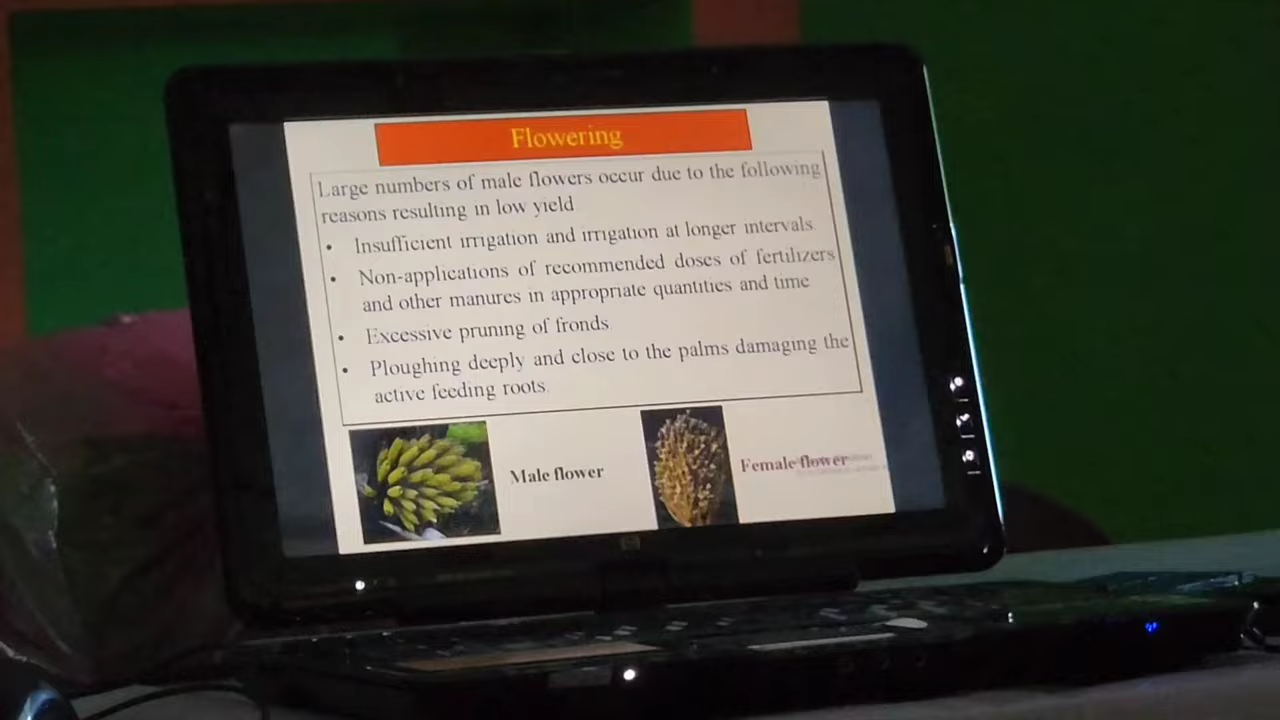 Flowering
Large numbers of male flowers occur due to the following
reasons resulting in low yield
• Insufficient irrigation and irrigation at longer intervals.
• Non-applications of recommended doses of fertilizers
and other manures in appropriate quantities and time
• Excessive pruning of fronds.
• Ploughing deeply and close to the palms damaging the
active feeding roots.
Male flower
Female flower